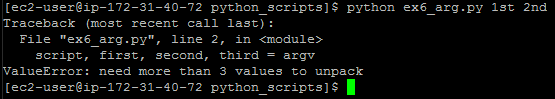 [ec2-user@ip-172-31-40-72 python_scripts]$ python ex6_arg.py 1st 2nd
Traceback (most recent call last):
  File "ex6_arg.py", line 2, in <module>
    script, first, second, third = argv
ValueError: need more than 3 values to unpack
[ec2-user@ip-172-31-40-72 python_scripts]$